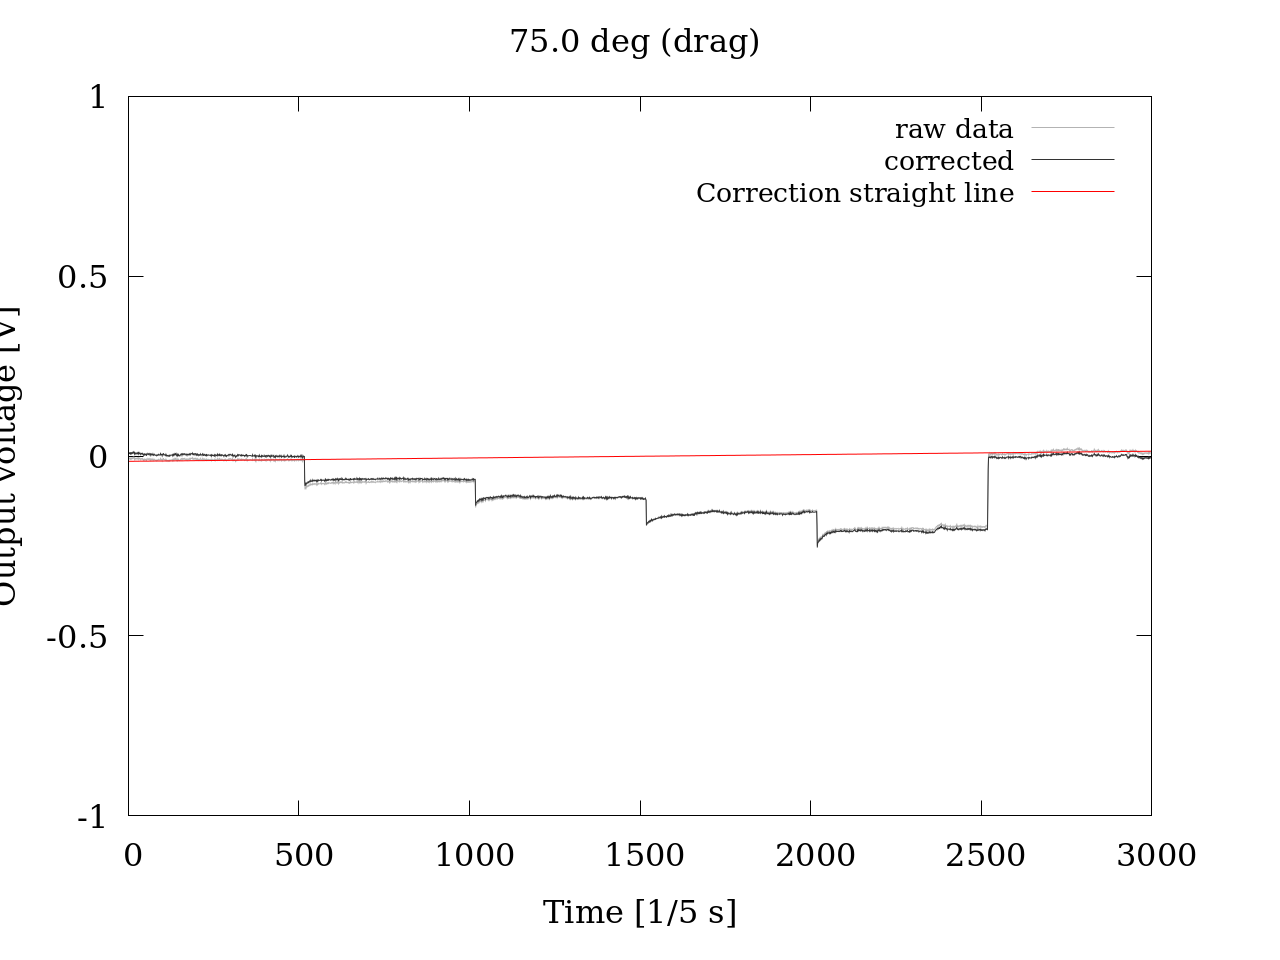 75.0 deg (drag)
1
0.5
0
-0.5
-1
Output voltage [V]
raw data
corrected
Correction straight line
0 500 1000 1500 2000 2500 3000
Time [1/5 s]